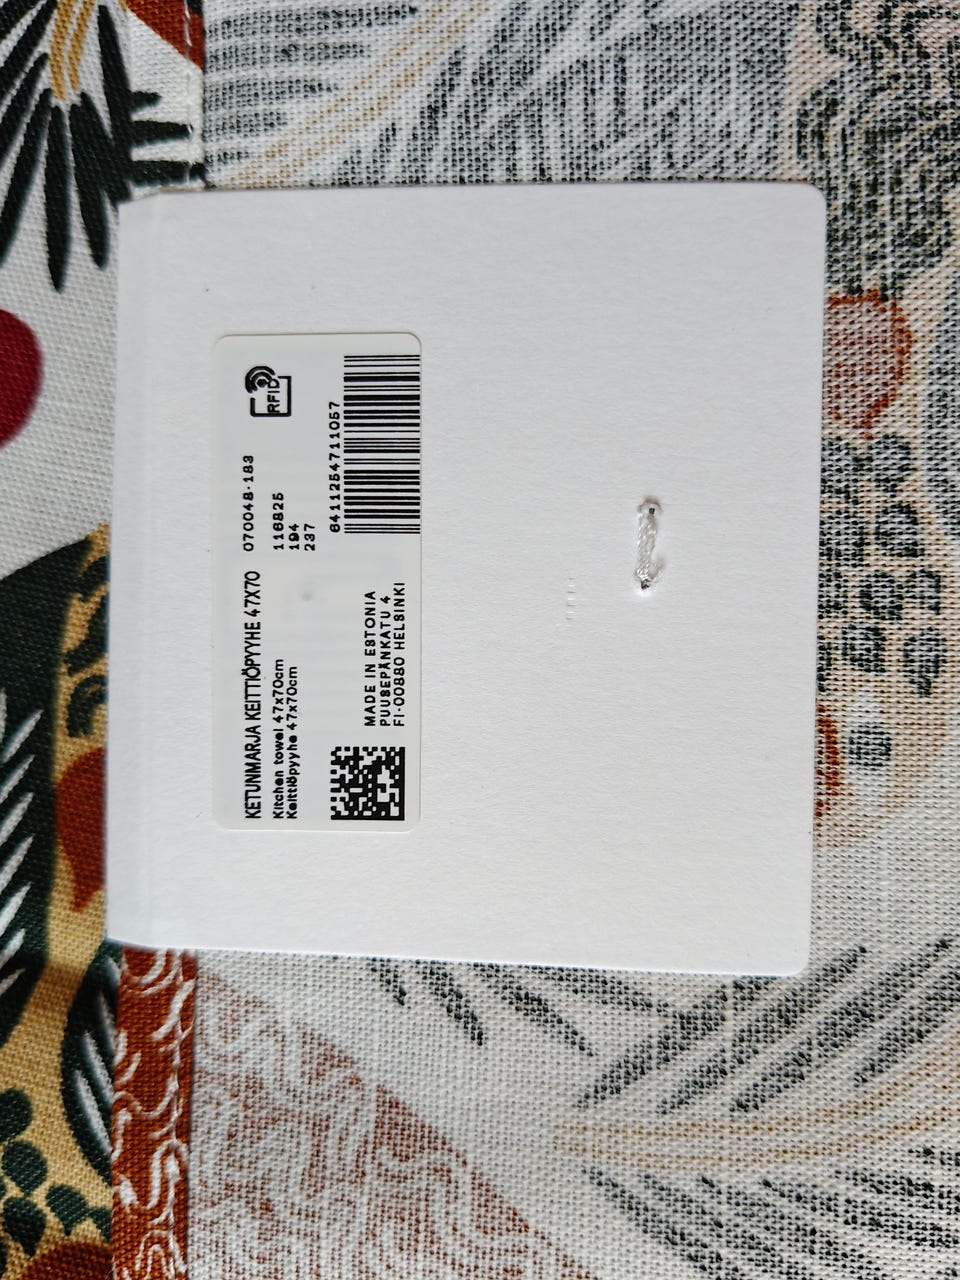 KETUNMARJA KEITTIÖPYYHE 47X70
070048-183
Kitchen towel 47x70cm
Keittiöpyyhe 47x70cm
116825
194
237
RFID
MADE IN ESTONIA
PUUSEPÄNKATU 4
FI-00880 HELSINKI
6411254711057